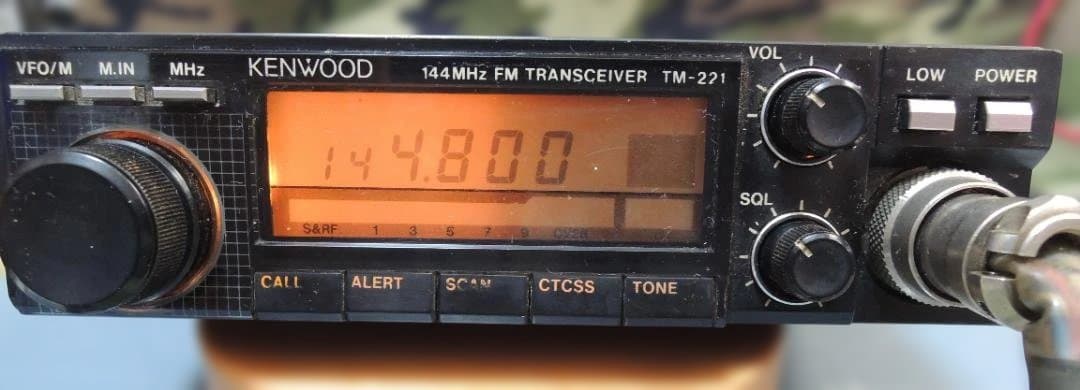 VFO/M M.IN MHz KENWOOD 144MHz FM TRANSCEIVER TM-221
VOL
LOW POWER
144.800
SQL
S&RF 1 3 5 7 9 OVER
CALL ALERT SCAN CTCSS TONE